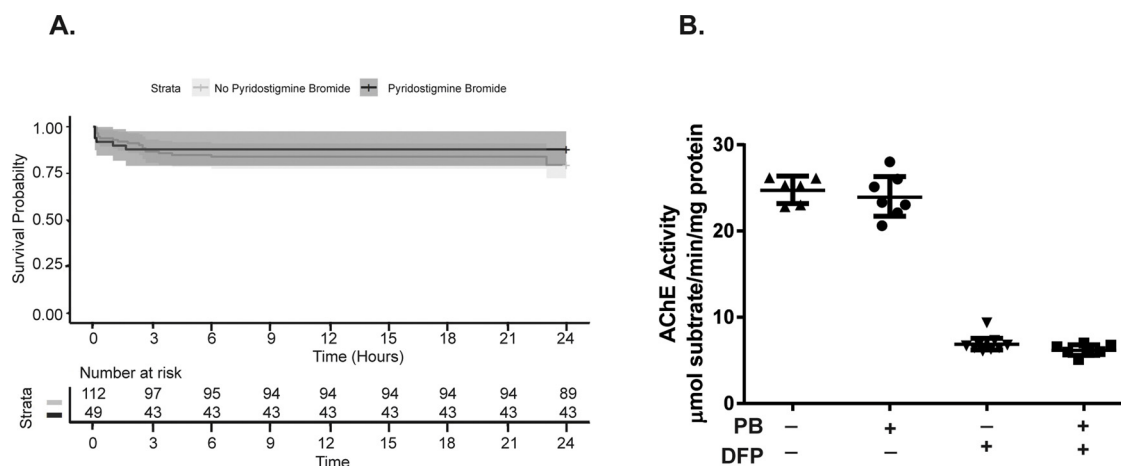 A.
Strata No Pyridostigmine Bromide Pyridostigmine Bromide
Survival Probabilty
1.00
0.75
0.50
0.25
0.00
0 3 6 9 12 15 18 21 24
Time (Hours)
Number at risk
Strata
112 97 95 94 94 94 94 94 89
49 43 43 43 43 43 43 43 43
0 3 6 9 12 15 18 21 24
Time
B.
AChE Activity
μmol subtrate/min/mg protein
30
20
10
0
PB – + – +
DFP – – + +